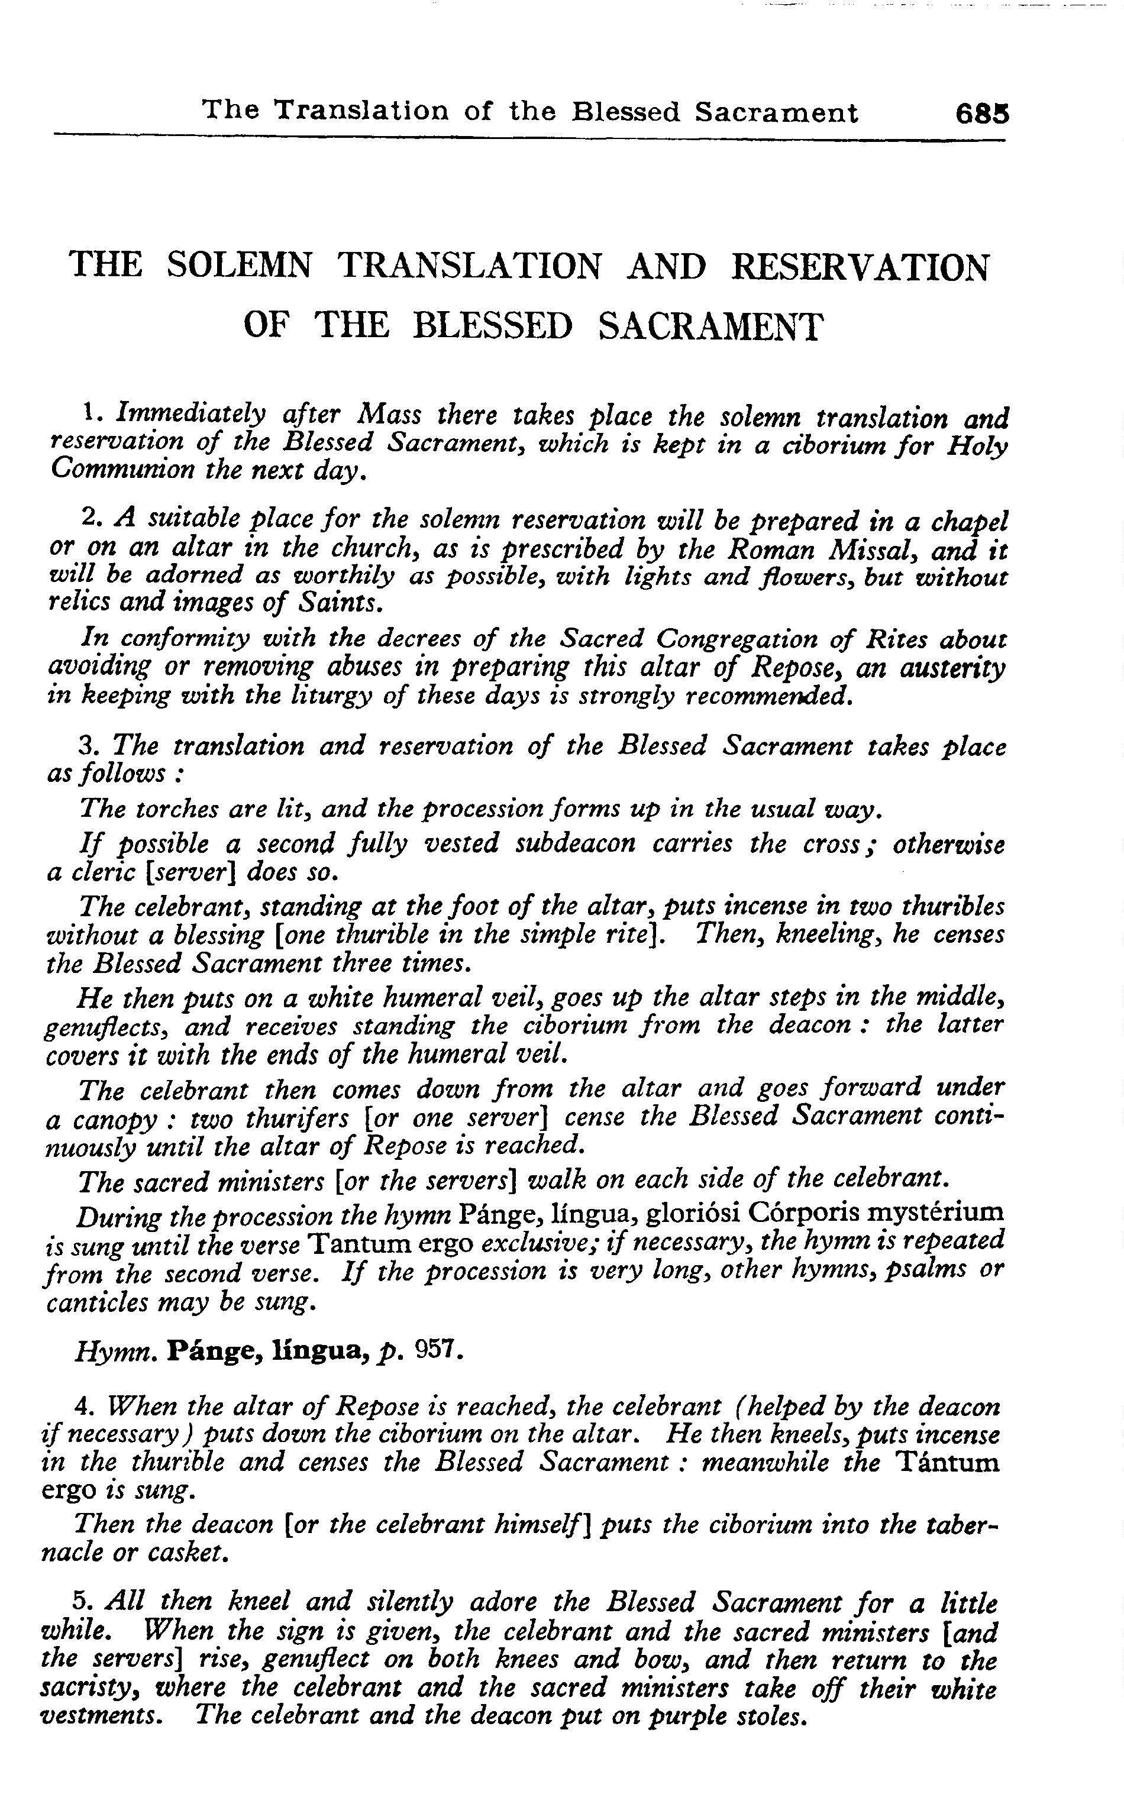 The Translation of the Blessed Sacrament 685
THE SOLEMN TRANSLATION AND RESERVATION
OF THE BLESSED SACRAMENT
1. Immediately after Mass there takes place the solemn translation and
reservation of the Blessed Sacrament, which is kept in a ciborium for Holy
Communion the next day.
2. A suitable place for the solemn reservation will be prepared in a chapel
or on an altar in the church, as is prescribed by the Roman Missal, and it
will be adorned as worthily as possible, with lights and flowers, but without
relics and images of Saints.
In conformity with the decrees of the Sacred Congregation of Rites about
avoiding or removing abuses in preparing this altar of Repose, an austerity
in keeping with the liturgy of these days is strongly recommended.
3. The translation and reservation of the Blessed Sacrament takes place
as follows :
The torches are lit, and the procession forms up in the usual way.
If possible a second fully vested subdeacon carries the cross ; otherwise
a cleric [server] does so.
The celebrant, standing at the foot of the altar, puts incense in two thuribles
without a blessing [one thurible in the simple rite]. Then, kneeling, he censes
the Blessed Sacrament three times.
He then puts on a white humeral veil, goes up the altar steps in the middle,
genuflects, and receives standing the ciborium from the deacon : the latter
covers it with the ends of the humeral veil.
The celebrant then comes down from the altar and goes forward under
a canopy : two thurifers [or one server] cense the Blessed Sacrament conti-
nuously until the altar of Repose is reached.
The sacred ministers [or the servers] walk on each side of the celebrant.
During the procession the hymn Pánge, língua, gloriósi Córporis mystérium
is sung until the verse Tantum ergo exclusive; if necessary, the hymn is repeated
from the second verse. If the procession is very long, other hymns, psalms or
canticles may be sung.
Hymn. Pánge, língua, p. 957.
4. When the altar of Repose is reached, the celebrant (helped by the deacon
if necessary) puts down the ciborium on the altar. He then kneels, puts incense
in the thurible and censes the Blessed Sacrament : meanwhile the Tántum
ergo is sung.
Then the deacon [or the celebrant himself] puts the ciborium into the taber-
nacle or casket.
5. All then kneel and silently adore the Blessed Sacrament for a little
while. When the sign is given, the celebrant and the sacred ministers [and
the servers] rise, genuflect on both knees and bow, and then return to the
sacristy, where the celebrant and the sacred ministers take off their white
vestments. The celebrant and the deacon put on purple stoles.